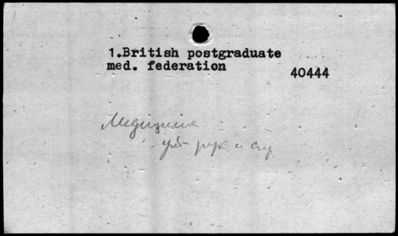 1.British postgraduate
med. federation
40444
Медицина